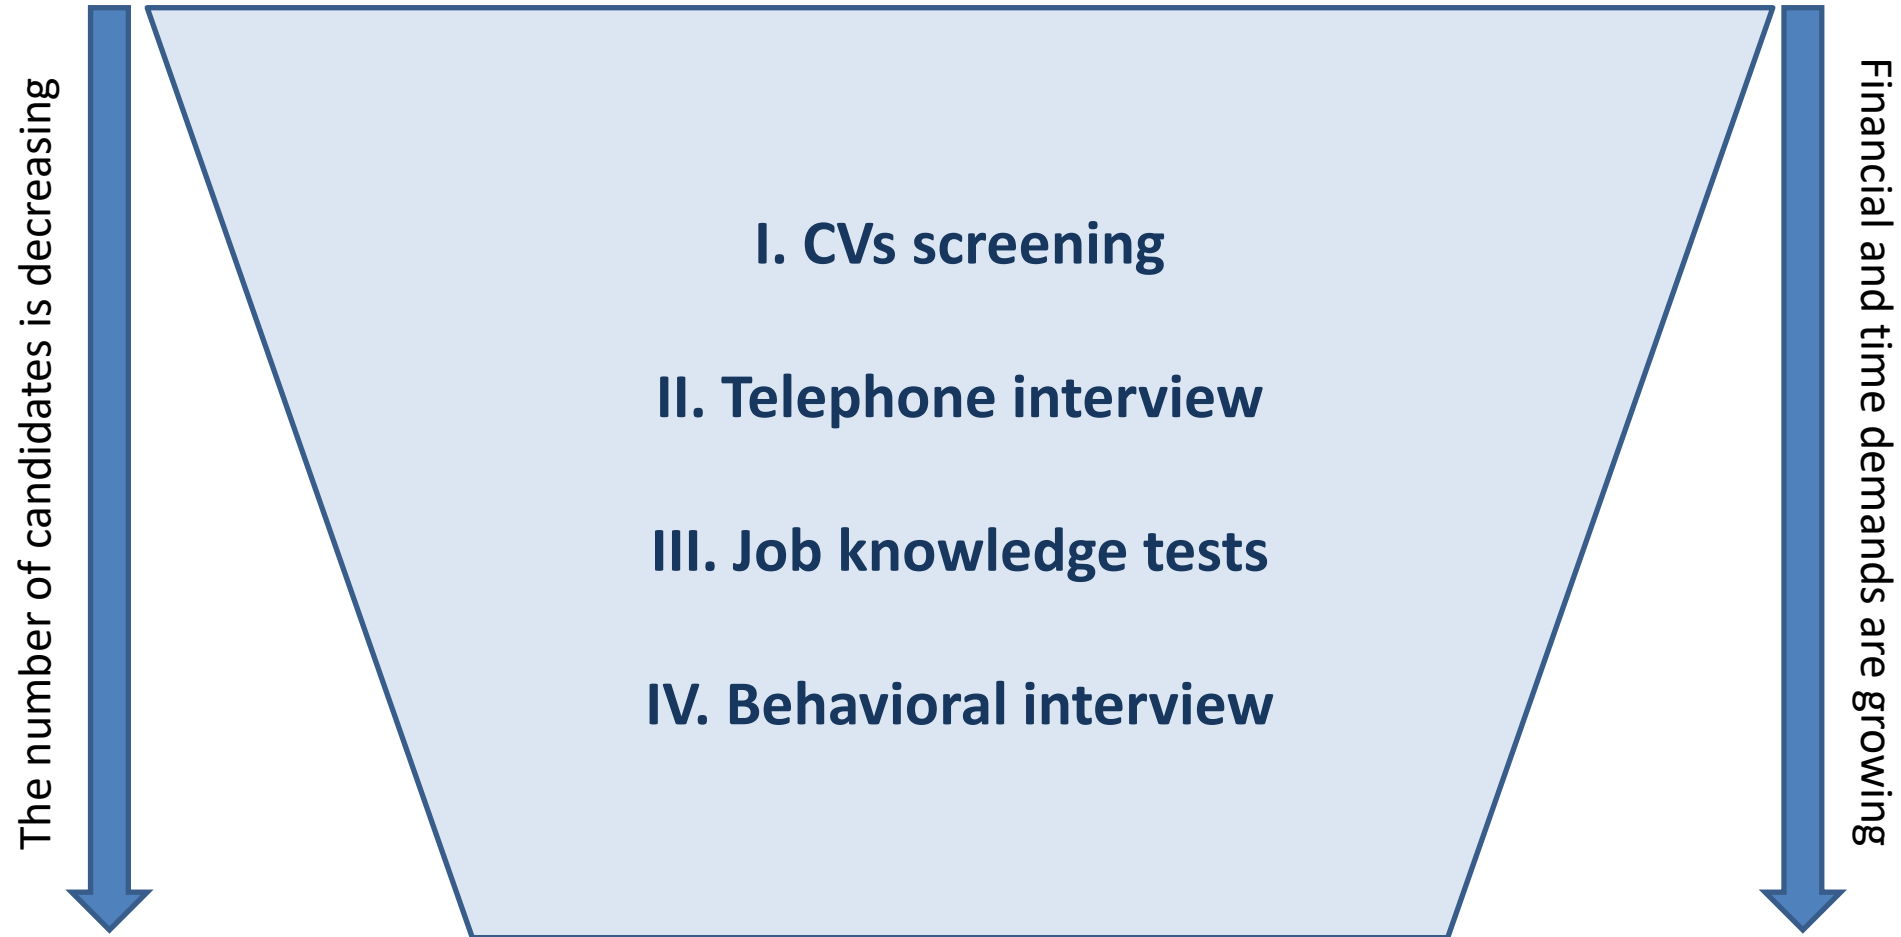 The number of candidates is decreasing
I. CVs screening
II. Telephone interview
III. Job knowledge tests
IV. Behavioral interview
Financial and time demands are growing